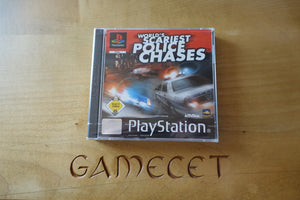 WORLD'S
SCARIEST
POLICE
CHASES
PlayStation
GAMECET